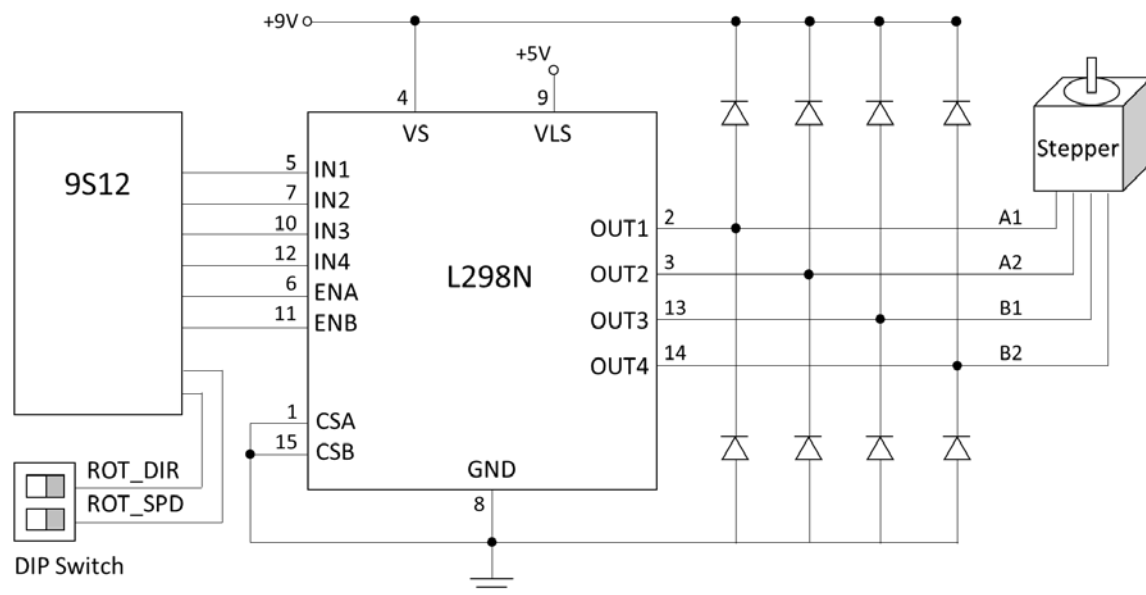 +9V
+5V
4
9
VS
VLS
9S12
5
IN1
7
IN2
10
IN3
12
IN4
6
ENA
11
ENB
L298N
OUT1
2
OUT2
3
OUT3
13
OUT4
14
A1
A2
B1
B2
Stepper
1
CSA
15
CSB
GND
8
ROT_DIR
ROT_SPD
DIP Switch